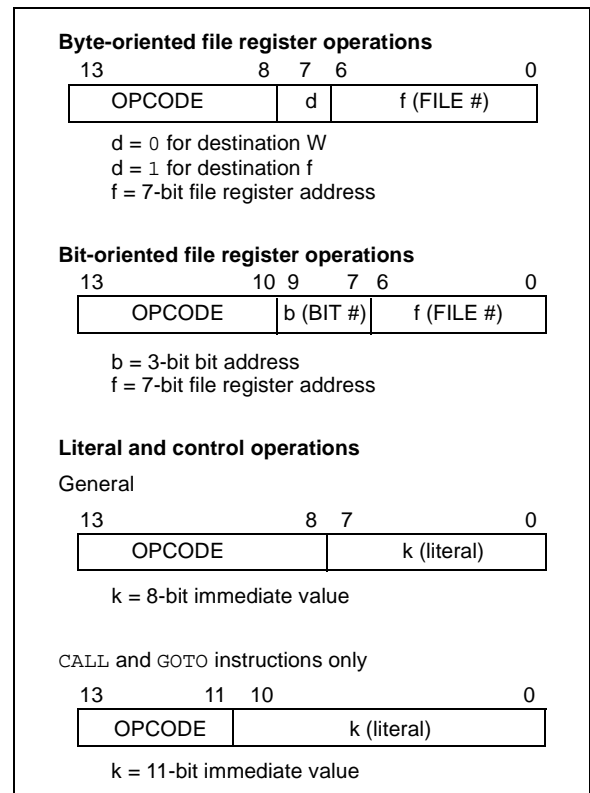 Byte-oriented file register operations
13 8 7 6 0
OPCODE d f (FILE #)
d = 0 for destination W
d = 1 for destination f
f = 7-bit file register address
Bit-oriented file register operations
13 10 9 7 6 0
OPCODE b (BIT #) f (FILE #)
b = 3-bit bit address
f = 7-bit file register address
Literal and control operations
General
13 8 7 0
OPCODE k (literal)
k = 8-bit immediate value
CALL and GOTO instructions only
13 11 10 0
OPCODE k (literal)
k = 11-bit immediate value